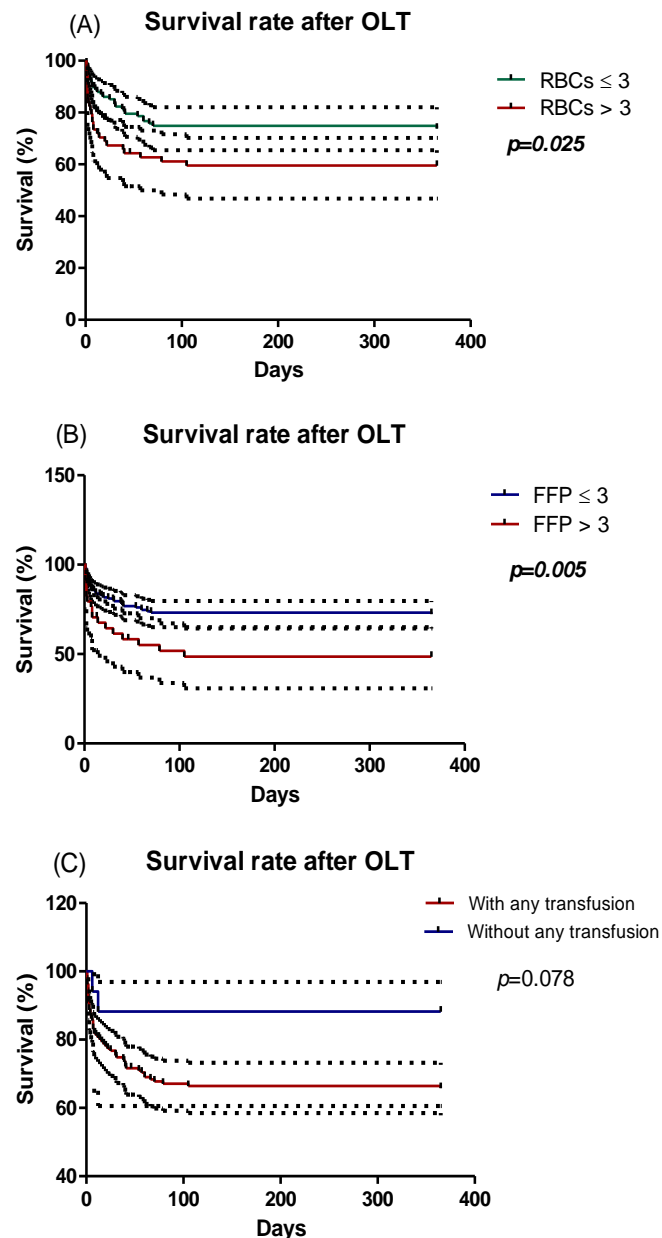 (A) Survival rate after OLT
100
80
60
40
20
0
Survival (%)
0 100 200 300 400
Days
RBCs ≤ 3
RBCs > 3
p=0.025
(B) Survival rate after OLT
150
100
50
0
Survival (%)
0 100 200 300 400
Days
FFP ≤ 3
FFP > 3
p=0.005
(C) Survival rate after OLT
120
100
80
60
40
Survival (%)
0 100 200 300 400
Days
With any transfusion
Without any transfusion
p=0.078